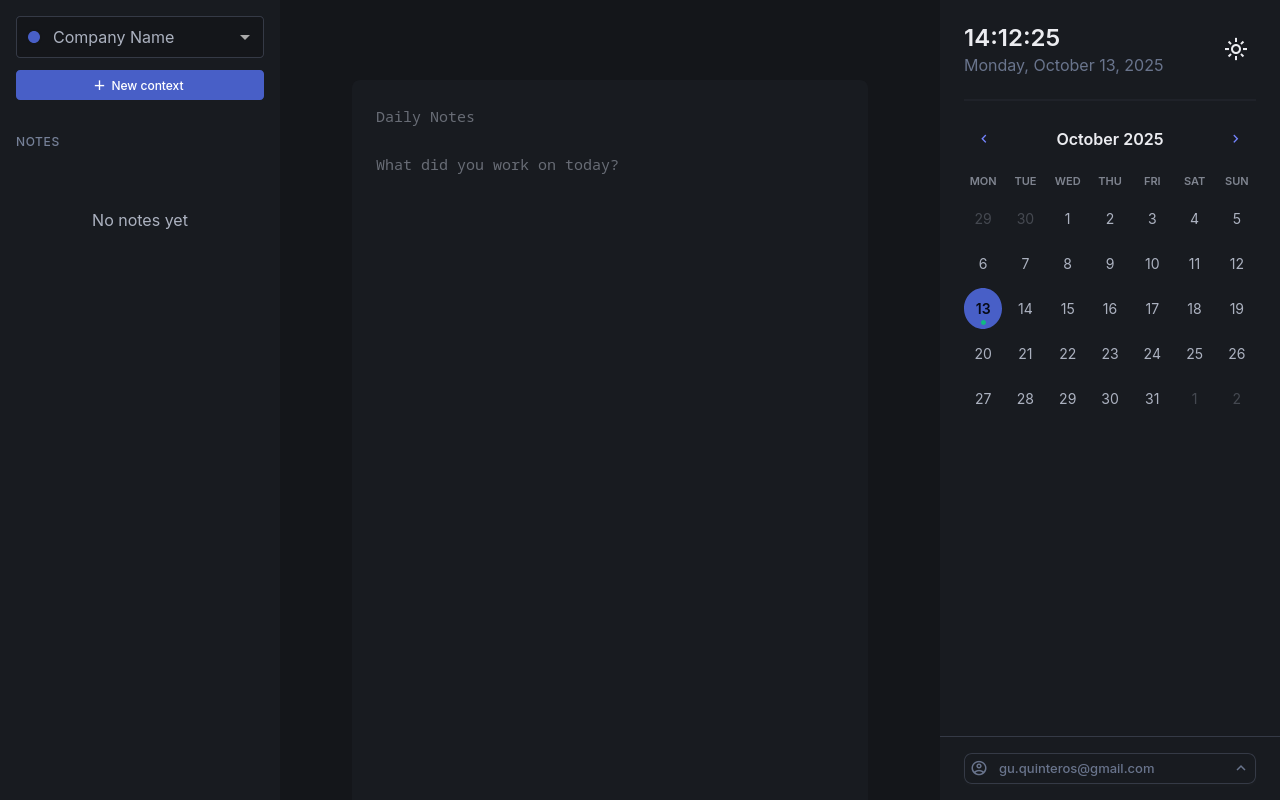 Company Name
New context
NOTES
No notes yet
Daily Notes
What did you work on today?
14:12:25
Monday, October 13, 2025
October 2025
MON TUE WED THU FRI SAT SUN
29 30 1 2 3 4 5
6 7 8 9 10 11 12
13 14 15 16 17 18 19
20 21 22 23 24 25 26
27 28 29 30 31 1 2
gu.quinteros@gmail.com